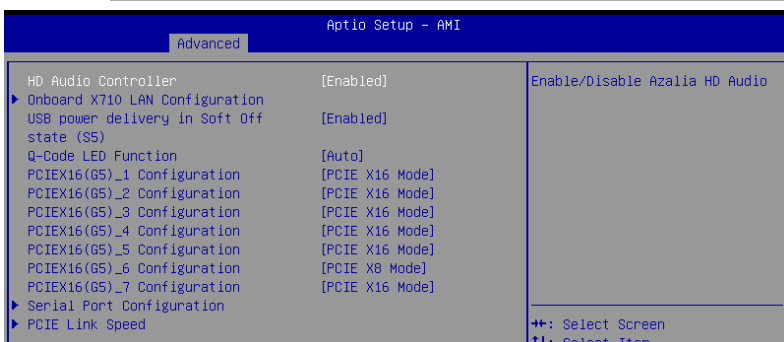 Aptio Setup – AMI
Advanced
HD Audio Controller [Enabled] Enable/Disable Azalia HD Audio
Onboard X710 LAN Configuration
USB power delivery in Soft Off [Enabled]
state (S5)
Q-Code LED Function [Auto]
PCIEX16(G5)_1 Configuration [PCIE X16 Mode]
PCIEX16(G5)_2 Configuration [PCIE X16 Mode]
PCIEX16(G5)_3 Configuration [PCIE X16 Mode]
PCIEX16(G5)_4 Configuration [PCIE X16 Mode]
PCIEX16(G5)_5 Configuration [PCIE X16 Mode]
PCIEX16(G5)_6 Configuration [PCIE X8 Mode]
PCIEX16(G5)_7 Configuration [PCIE X16 Mode]
Serial Port Configuration
PCIE Link Speed →←: Select Screen
↑↓: Select Item